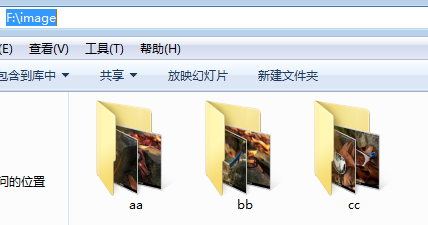 F:\image
(E) 查看(V) 工具(T) 帮助(H)
包含到库中 共享 放映幻灯片 新建文件夹
aa bb cc
问的位置